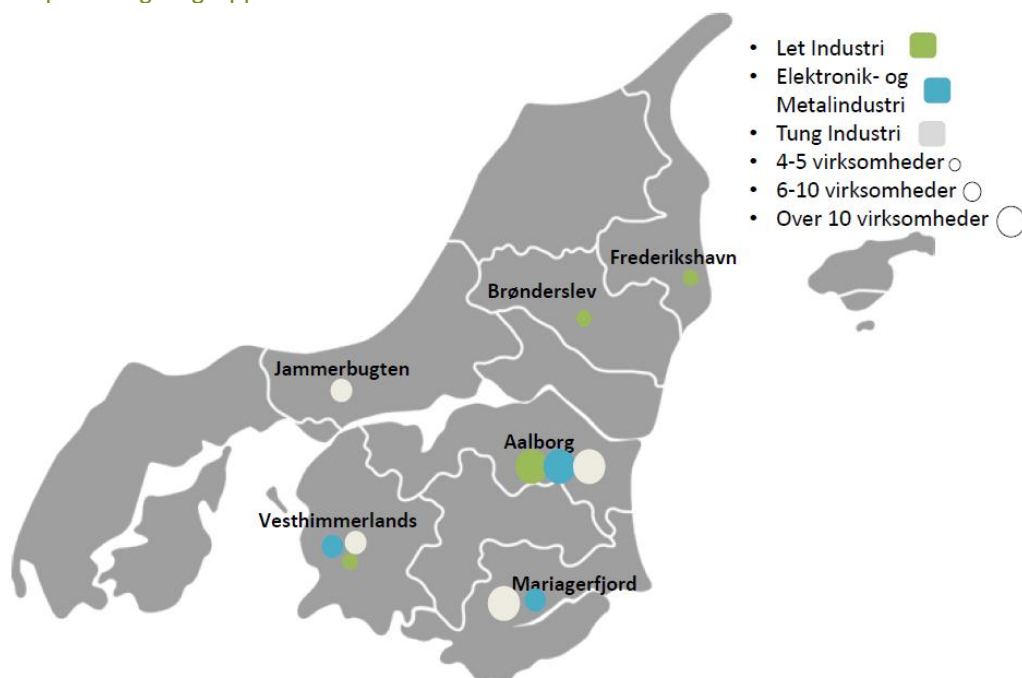 • Let Industri
• Elektronik- og
Metalindustri
• Tung Industri
• 4-5 virksomheder
• 6-10 virksomheder
• Over 10 virksomheder
Frederikshavn
Brønderslev
Jammerbugten
Aalborg
Vesthimmerlands
Mariagerfjord